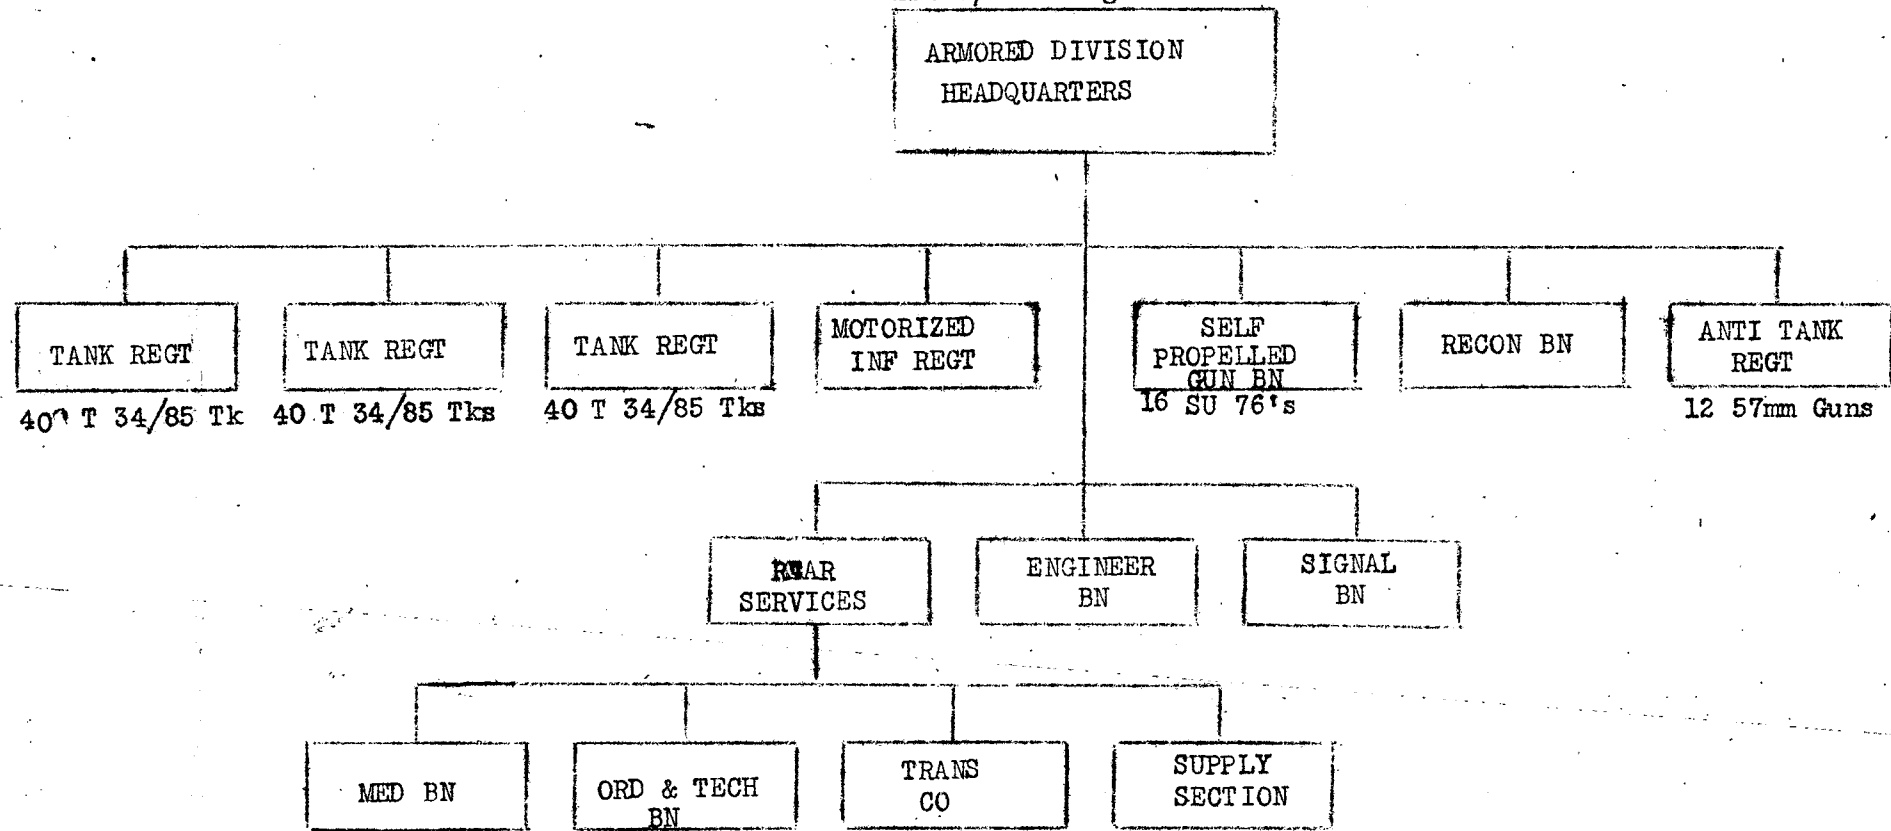 ARMORED DIVISION
HEADQUARTERS
TANK REGT
40 T 34/85 Tk
TANK REGT
40 T 34/85 Tks
TANK REGT
40 T 34/85 Tks
MOTORIZED
INF REGT
SELF
PROPELLED
GUN BN
16 SU 76's
RECON BN
ANTI TANK
REGT
12 57mm Guns
REAR
SERVICES
ENGINEER
BN
SIGNAL
BN
MED BN
ORD & TECH
BN
TRANS
CO
SUPPLY
SECTION